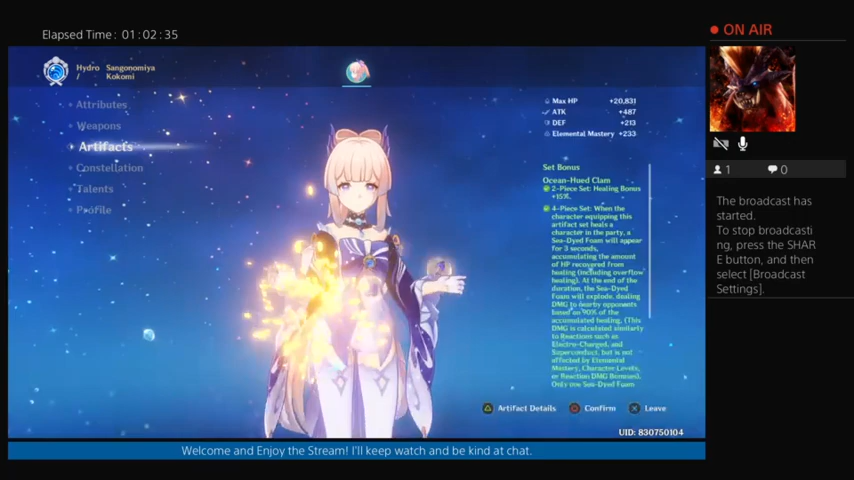 Elapsed Time: 01:02:35
ON AIR
Hydro
/
Sangonomiya
Kokomi
Attributes
Weapons
Artifacts
Constellation
Talents
Profile
Max HP +20,831
ATK +487
DEF +213
Elemental Mastery +233
Set Bonus
Ocean-Hued Clam
2-Piece Set: Healing Bonus
+15%.
4-Piece Set: When the
character equipping this
artifact set heals a
character in the party, a
Sea-Dyed Foam will appear
for 3 seconds,
accumulating the amount
of HP recovered from
healing (including overflow
healing). At the end of the
duration, the Sea-Dyed
Foam will explode, dealing
DMG to nearby opponents
based on 90% of the
accumulated healing. (This
DMG is calculated similarly
to Reactions such as
Electro-Charged, and
Superconduct, but is not
affected by Elemental
Mastery, Character Levels,
or Reaction DMG Bonuses).
Only one Sea-Dyed Foam
Artifact Details
Confirm
Leave
UID: 830750104
1
0
The broadcast has
started.
To stop broadcasti
ng, press the SHAR
E button, and then
select [Broadcast
Settings].
Welcome and Enjoy the Stream! I'll keep watch and be kind at chat.